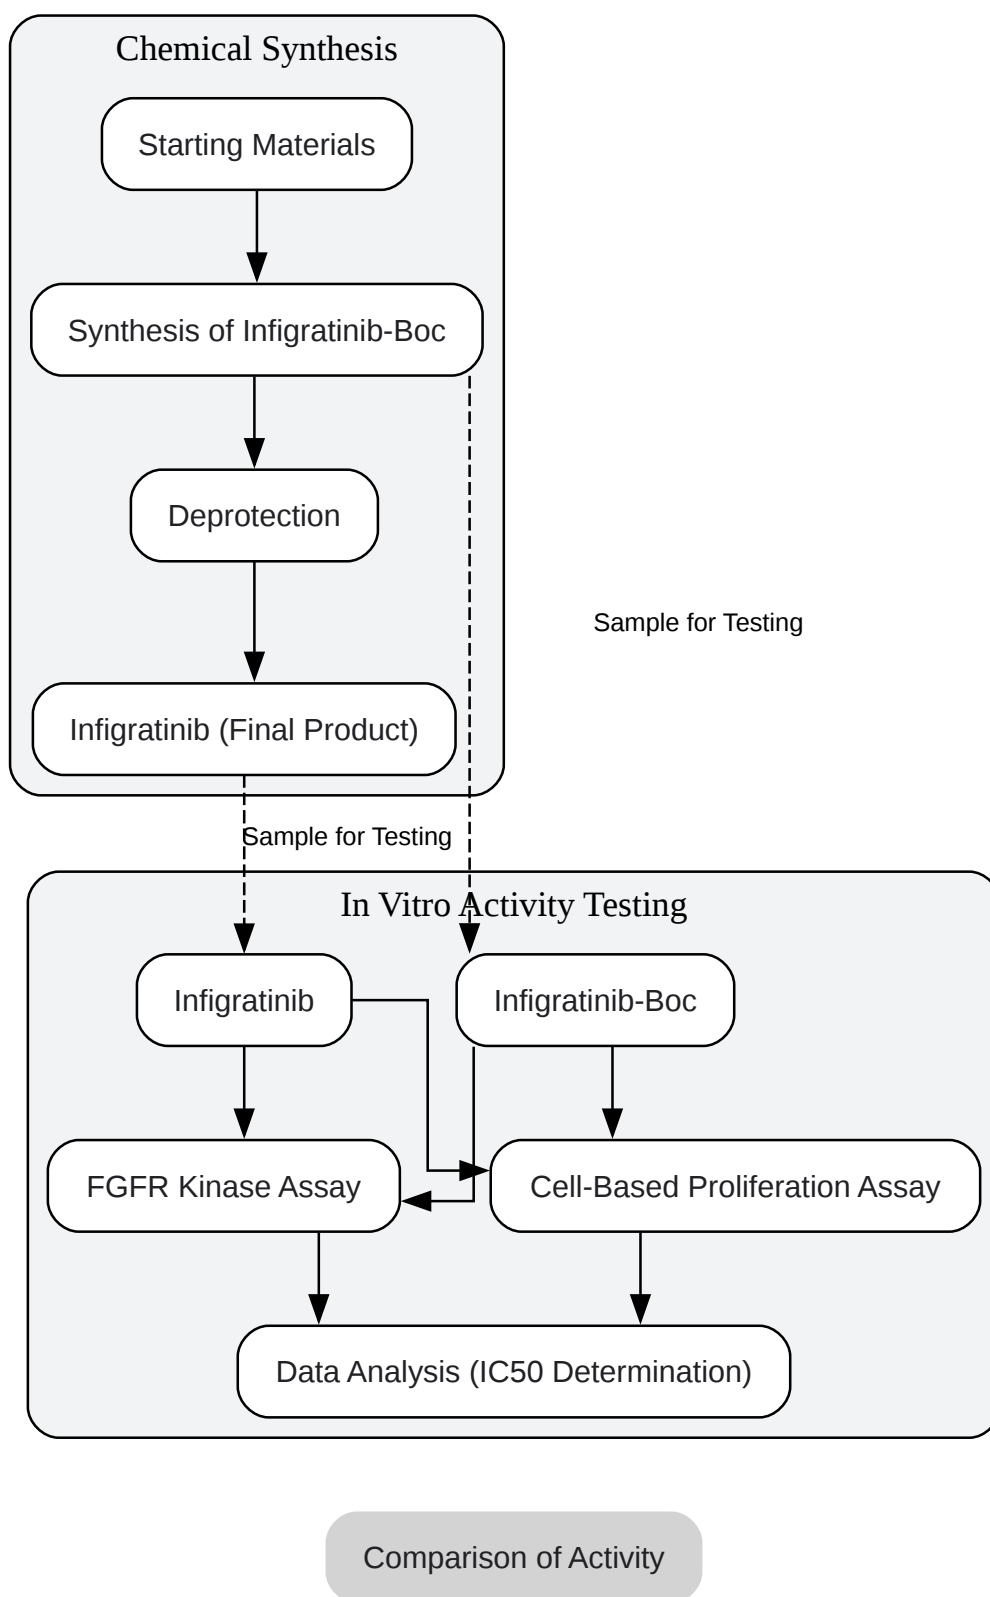 Chemical Synthesis
Starting Materials
Synthesis of Infigratinib-Boc
Deprotection
Sample for Testing
Infigratinib (Final Product)
Sample for Testing
In Vitro Activity Testing
Infigratinib
Infigratinib-Boc
FGFR Kinase Assay
Cell-Based Proliferation Assay
Data Analysis (IC50 Determination)
Comparison of Activity